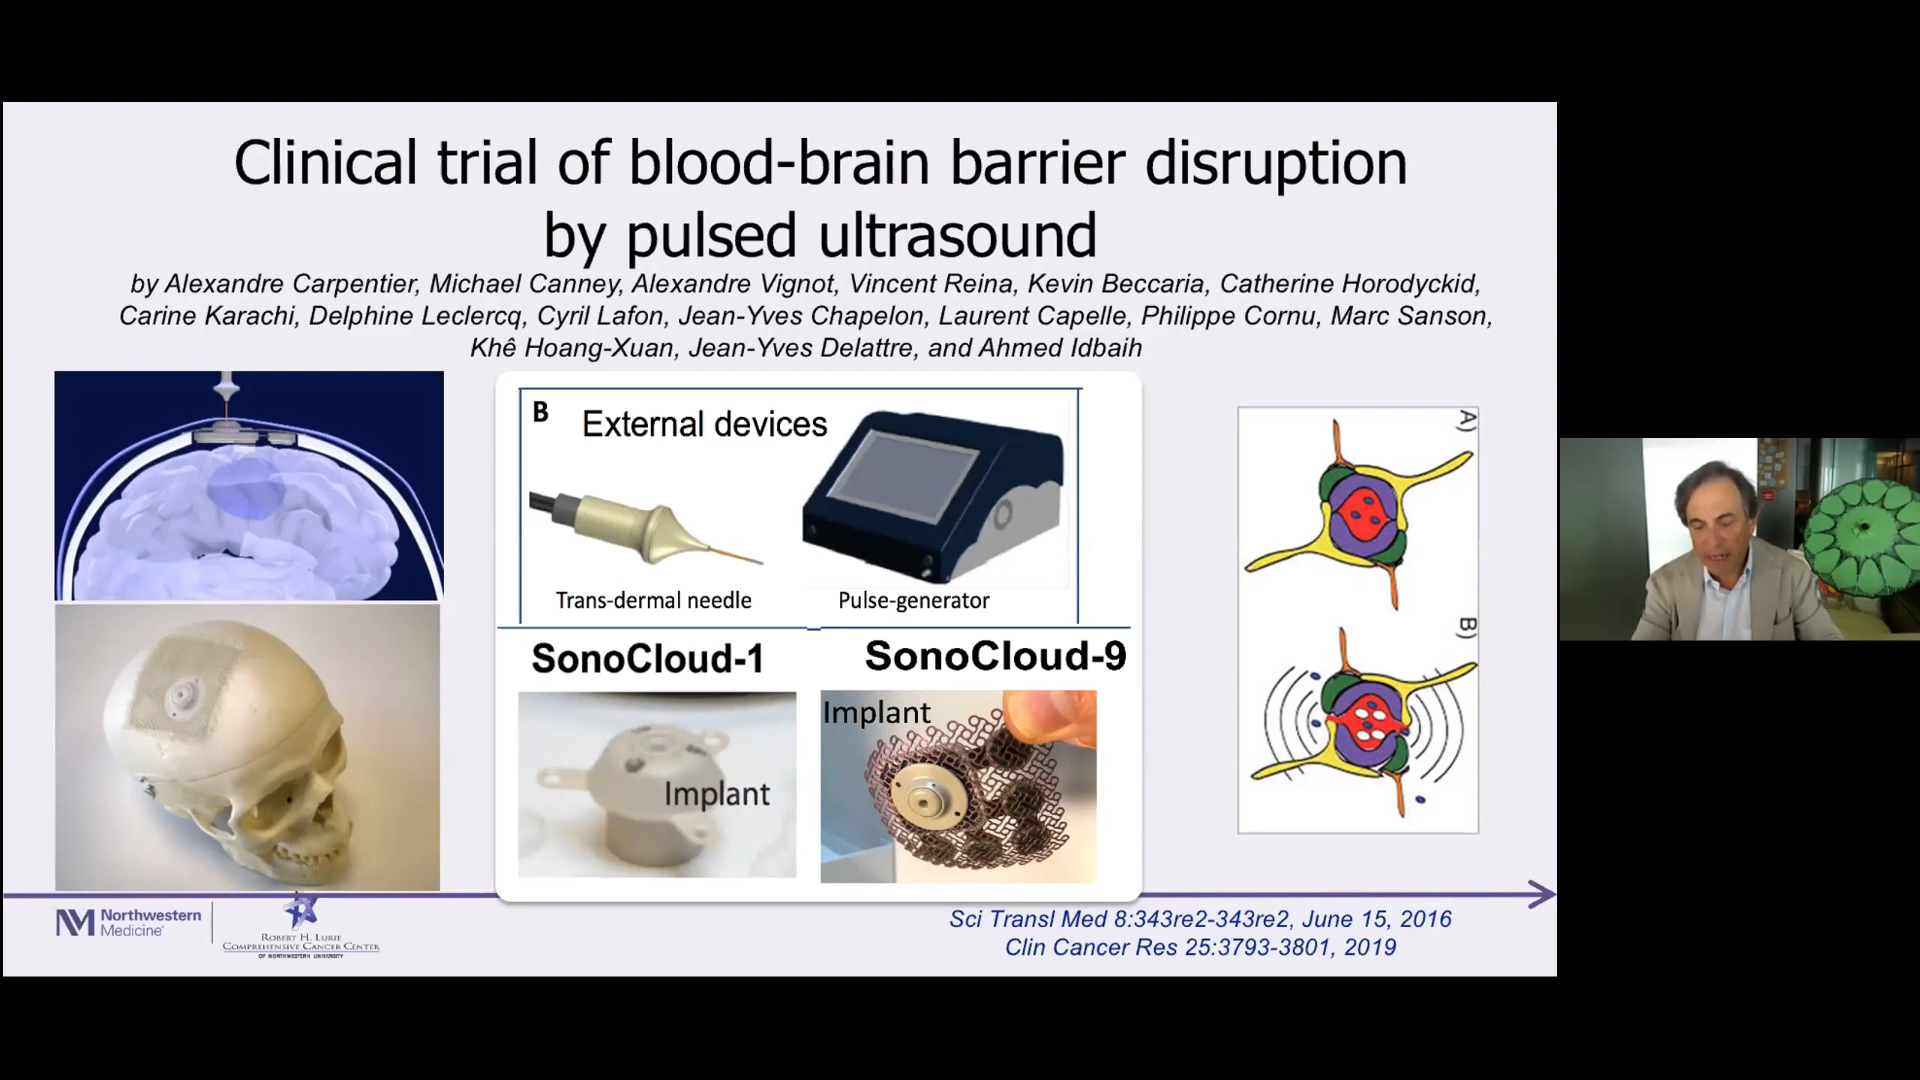 Clinical trial of blood-brain barrier disruption
by pulsed ultrasound
by Alexandre Carpentier, Michael Canney, Alexandre Vignot, Vincent Reina, Kevin Beccaria, Catherine Horodyckid,
Carine Karachi, Delphine Leclercq, Cyril Lafon, Jean-Yves Chapelon, Laurent Capelle, Philippe Cornu, Marc Sanson,
Khê Hoang-Xuan, Jean-Yves Delattre, and Ahmed Idbaih
B
External devices
Trans-dermal needle
Pulse-generator
SonoCloud-1
SonoCloud-9
Implant
Implant
A)
B)
NM Northwestern
Medicine
ROBERT H. LURIE
COMPREHENSIVE CANCER CENTER
OF NORTHWESTERN UNIVERSITY
Sci Transl Med 8:343re2-343re2, June 15, 2016
Clin Cancer Res 25:3793-3801, 2019